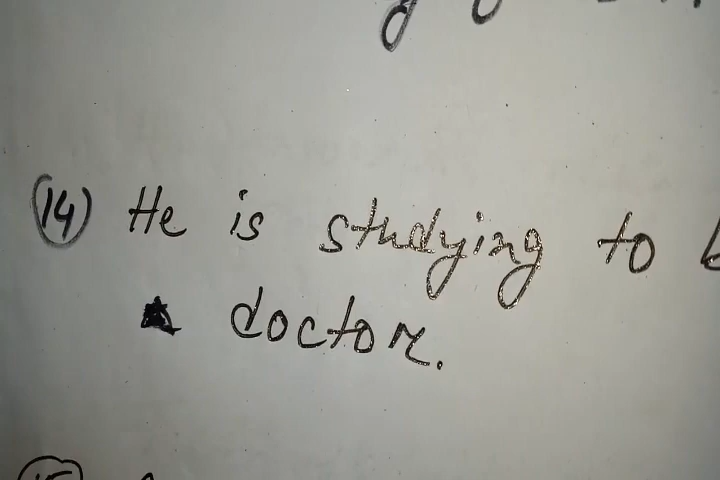 (14) He is studying to
a doctor.